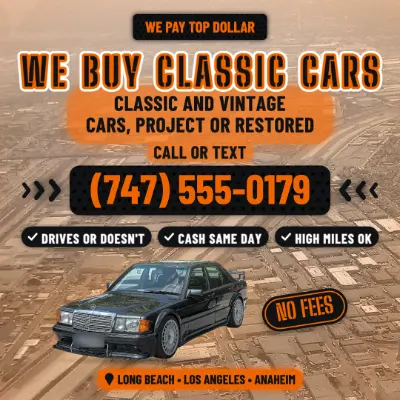 WE PAY TOP DOLLAR
WE BUY CLASSIC CARS
CLASSIC AND VINTAGE
CARS, PROJECT OR RESTORED
CALL OR TEXT
(747) 555-0179
DRIVES OR DOESN'T
CASH SAME DAY
HIGH MILES OK
NO FEES
LONG BEACH • LOS ANGELES • ANAHEIM